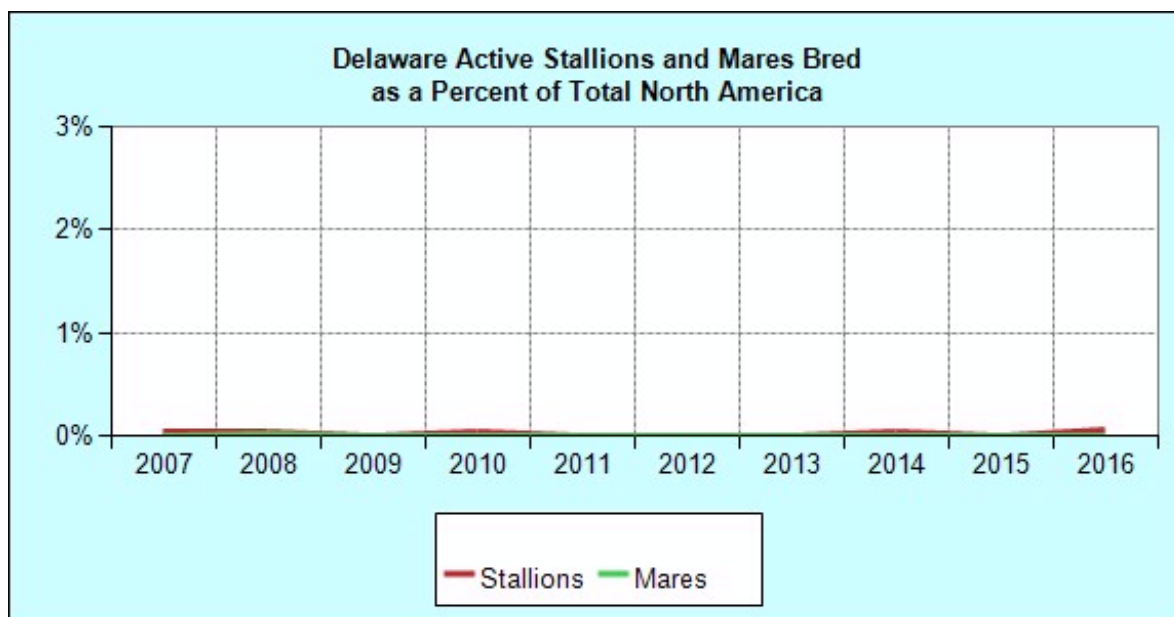 Delaware Active Stallions and Mares Bred
as a Percent of Total North America
3%
2%
1%
0%
2007 2008 2009 2010 2011 2012 2013 2014 2015 2016
Stallions Mares